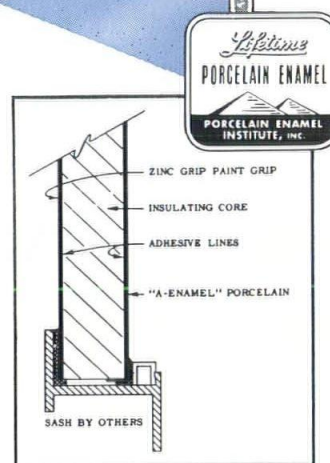 Lifetime
PORCELAIN ENAMEL
PORCELAIN ENAMEL
INSTITUTE, INC.
ZINC GRIP PAINT GRIP
INSULATING CORE
ADHESIVE LINES
"A-ENAMEL" PORCELAIN
SASH BY OTHERS